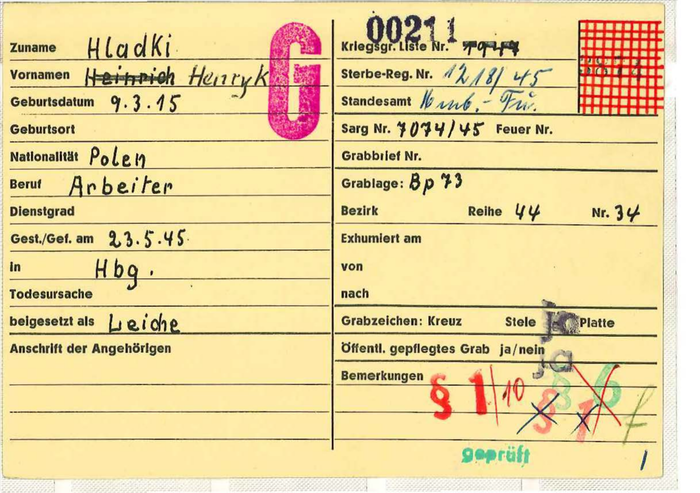 Zuname Hladki
Vornamen Heinrich Henryk
Geburtsdatum 9.3.15
Geburtsort
Nationalität Polen
Beruf Arbeiter
Dienstgrad
Gest./Gef. am 23.5.45
in Hbg.
Todesursache
beigesetzt als Leiche
Anschrift der Angehörigen
G
00211
Kriegsgr. Liste Nr.
Sterbe-Reg. Nr. 1218/45
Standesamt
Sarg Nr. 7074/45 Feuer Nr.
Grabbrief Nr.
Grablage: Bp 73
Bezirk Reihe 44 Nr. 34
Exhumiert am
von
nach
Grabzeichen: Kreuz Stele ja Platte
Öffentl. gepflegtes Grab ja/nein ja
Bemerkungen
§ 1/10 § 1 § 6
geprüft